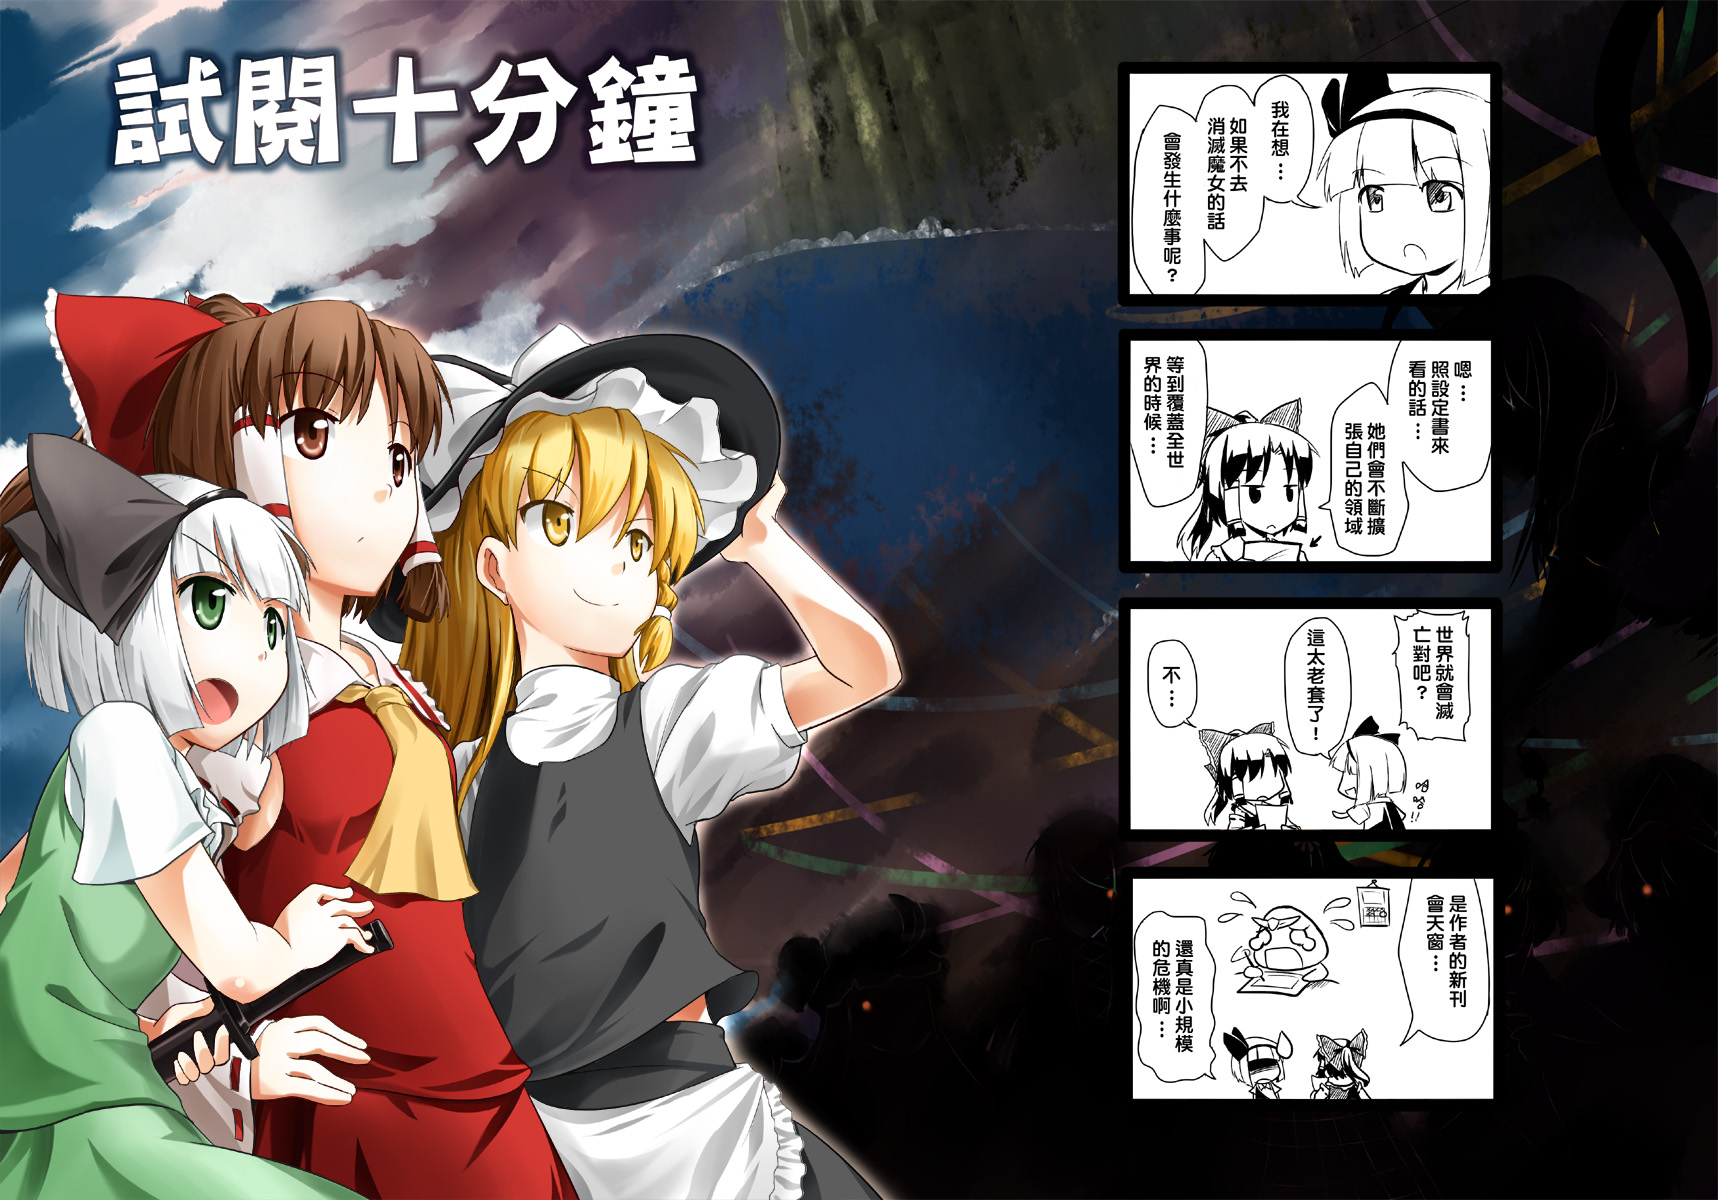 試閱十分鐘
我在想…
如果不去
消滅魔女的話
會發生什麼事呢？
嗯…
照設定書來
看的話…
她們會不斷擴
張自己的領域
等到覆蓋全世
界的時候…
世界就會滅
亡對吧？
這太老套了！
不…
是作者的新刊
會天窗…
還真是小規模
的危機啊…